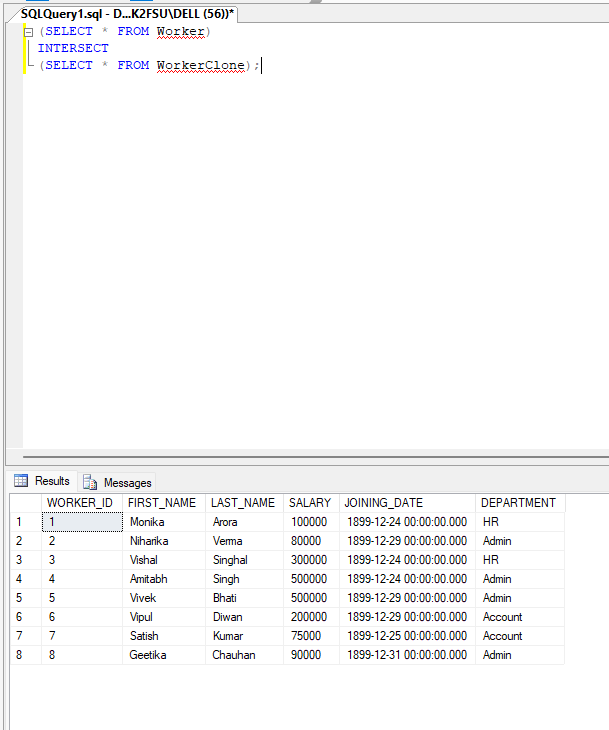 SQLQuery1.sql - D...K2FSU\DELL (56))*
(SELECT * FROM Worker)
INTERSECT
(SELECT * FROM WorkerClone);
Results Messages
WORKER_ID FIRST_NAME LAST_NAME SALARY JOINING_DATE DEPARTMENT
1 1 Monika Arora 100000 1899-12-24 00:00:00.000 HR
2 2 Niharika Verma 80000 1899-12-29 00:00:00.000 Admin
3 3 Vishal Singhal 300000 1899-12-24 00:00:00.000 HR
4 4 Amitabh Singh 500000 1899-12-24 00:00:00.000 Admin
5 5 Vivek Bhati 500000 1899-12-29 00:00:00.000 Admin
6 6 Vipul Diwan 200000 1899-12-29 00:00:00.000 Account
7 7 Satish Kumar 75000 1899-12-25 00:00:00.000 Account
8 8 Geetika Chauhan 90000 1899-12-31 00:00:00.000 Admin